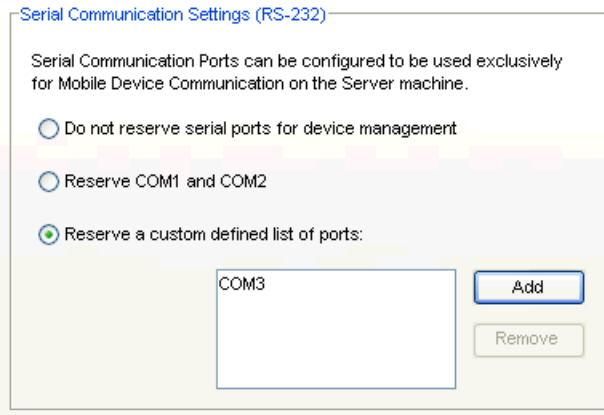 Serial Communication Settings (RS-232)
Serial Communication Ports can be configured to be used exclusively
for Mobile Device Communication on the Server machine.
Do not reserve serial ports for device management
Reserve COM1 and COM2
Reserve a custom defined list of ports:
COM3
Add
Remove